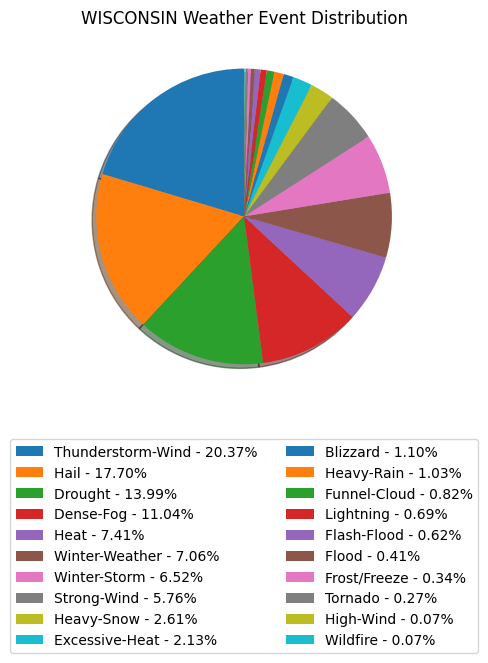 WISCONSIN Weather Event Distribution
Thunderstorm-Wind - 20.37%
Hail - 17.70%
Drought - 13.99%
Dense-Fog - 11.04%
Heat - 7.41%
Winter-Weather - 7.06%
Winter-Storm - 6.52%
Strong-Wind - 5.76%
Heavy-Snow - 2.61%
Excessive-Heat - 2.13%
Blizzard - 1.10%
Heavy-Rain - 1.03%
Funnel-Cloud - 0.82%
Lightning - 0.69%
Flash-Flood - 0.62%
Flood - 0.41%
Frost/Freeze - 0.34%
Tornado - 0.27%
High-Wind - 0.07%
Wildfire - 0.07%